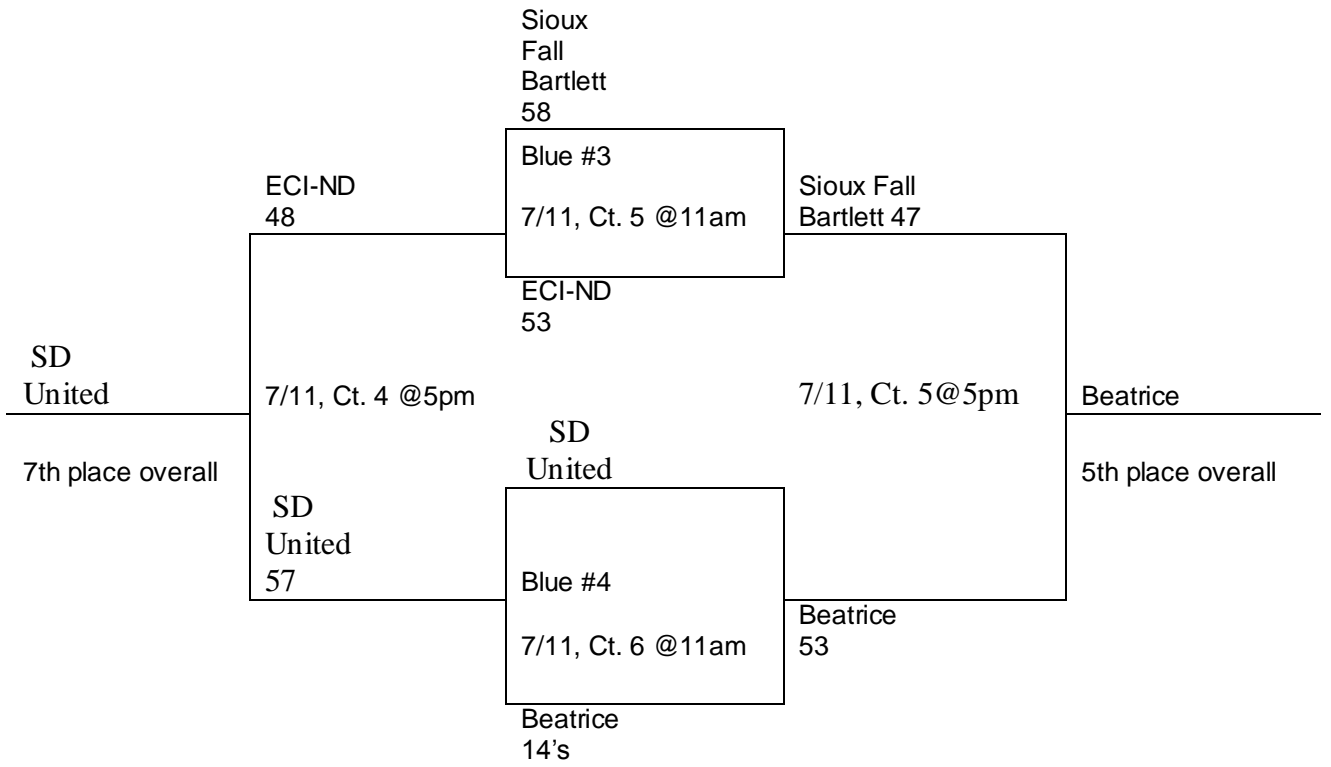 Sioux
Fall
Bartlett
58
Blue #3
7/11, Ct. 5 @11am
ECI-ND
53
ECI-ND
48
Sioux Fall
Bartlett 47
SD
United
7th place overall
7/11, Ct. 4 @5pm
7/11, Ct. 5@5pm
Beatrice
5th place overall
SD
United
57
SD
United
Blue #4
7/11, Ct. 6 @11am
Beatrice
14's
Beatrice
53